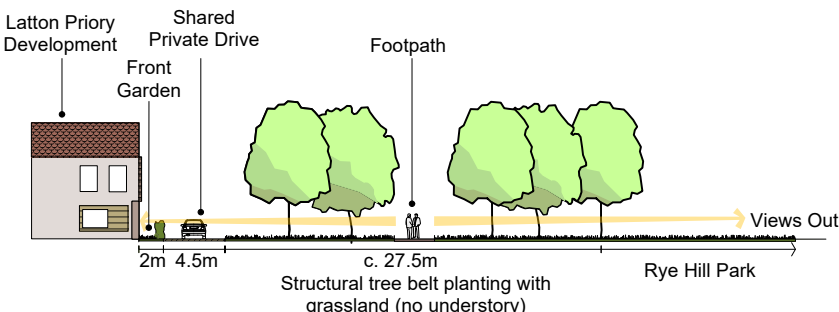 Latton Priory
Development
Shared
Private Drive
Front
Garden
Footpath
Views Out
2m
4.5m
c. 27.5m
Structural tree belt planting with
grassland (no understory)
Rye Hill Park